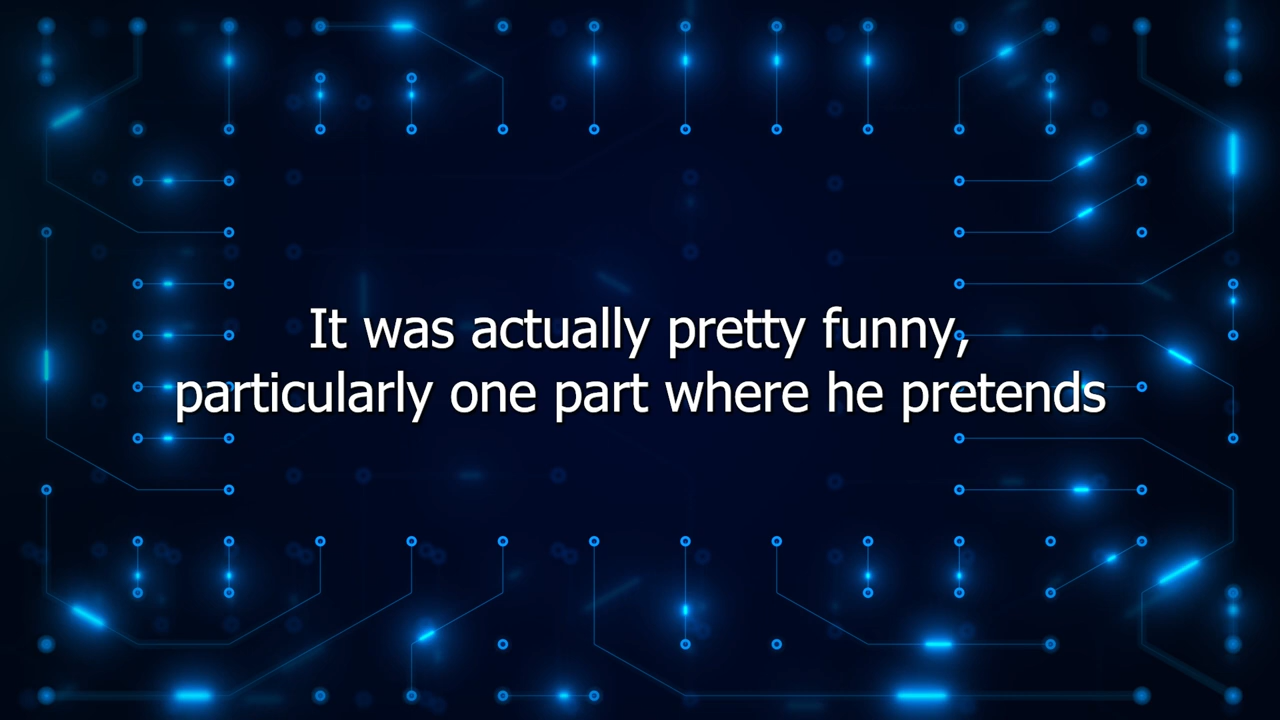 It was actually pretty funny,
particularly one part where he pretends